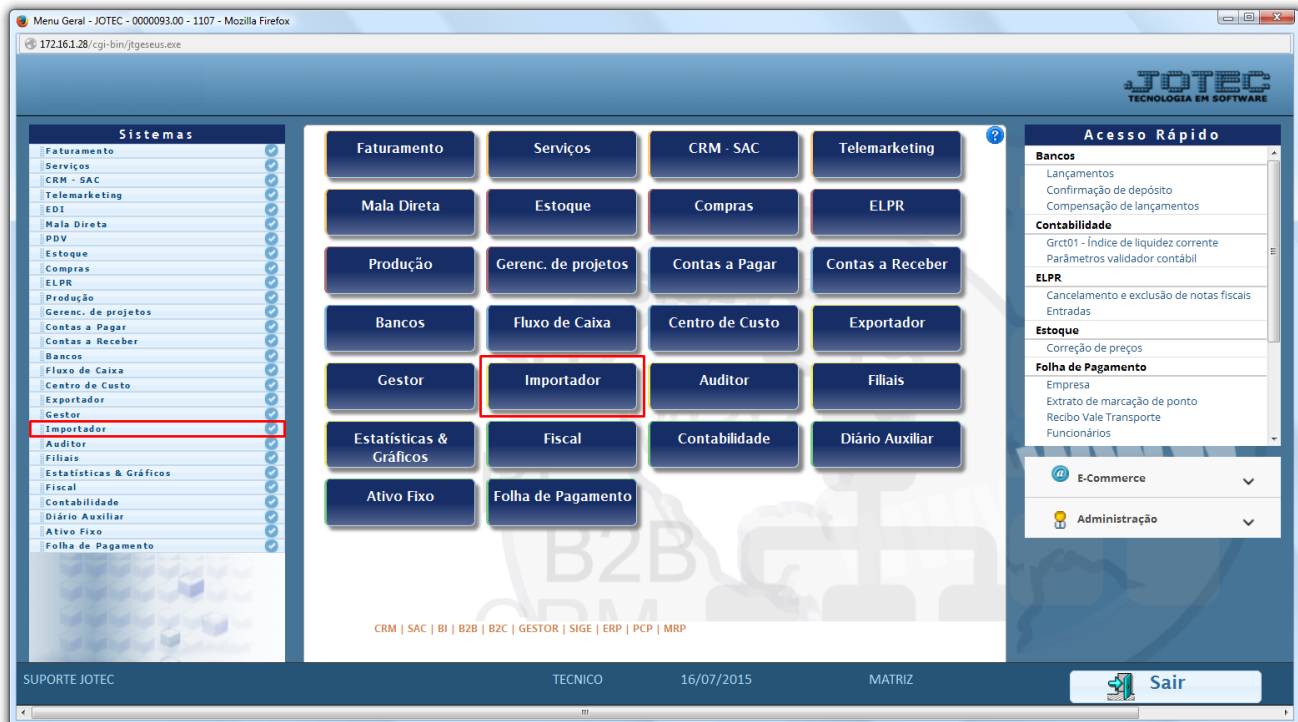 Menu Geral - JOTEC - 0000093.00 - 1107 - Mozilla Firefox
172.16.1.28/cgi-bin/jtgeseus.exe
JOTEC
TECNOLOGIA EM SOFTWARE
Sistemas
Faturamento
Serviços
CRM - SAC
Telemarketing
EDI
Mala Direta
PDV
Estoque
Compras
ELPR
Produção
Gerenc. de projetos
Contas a Pagar
Contas a Receber
Bancos
Fluxo de Caixa
Centro de Custo
Exportador
Gestor
Importador
Auditor
Filiais
Estatísticas & Gráficos
Fiscal
Contabilidade
Diário Auxiliar
Ativo Fixo
Folha de Pagamento
Faturamento Serviços CRM - SAC Telemarketing
Mala Direta Estoque Compras ELPR
Produção Gerenc. de projetos Contas a Pagar Contas a Receber
Bancos Fluxo de Caixa Centro de Custo Exportador
Gestor Importador Auditor Filiais
Estatísticas & Gráficos Fiscal Contabilidade Diário Auxiliar
Ativo Fixo Folha de Pagamento
B2B
CRM
CRM | SAC | BI | B2B | B2C | GESTOR | SIGE | ERP | PCP | MRP
Acesso Rápido
Bancos
Lançamentos
Confirmação de depósito
Compensação de lançamentos
Contabilidade
Grct01 - Índice de liquidez corrente
Parâmetros validador contábil
ELPR
Cancelamento e exclusão de notas fiscais
Entradas
Estoque
Correção de preços
Folha de Pagamento
Empresa
Extrato de marcação de ponto
Recibo Vale Transporte
Funcionários
E-Commerce
Administração
SUPORTE JOTEC TECNICO 16/07/2015 MATRIZ Sair